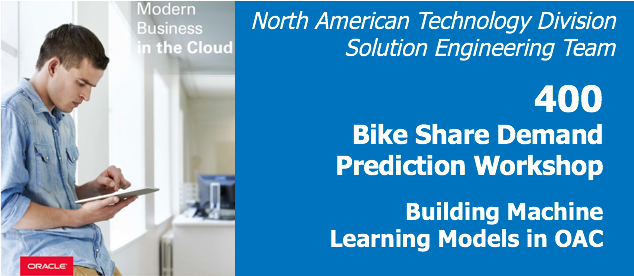 Modern
Business
in the Cloud
ORACLE
North American Technology Division
Solution Engineering Team
400
Bike Share Demand
Prediction Workshop
Building Machine
Learning Models in OAC